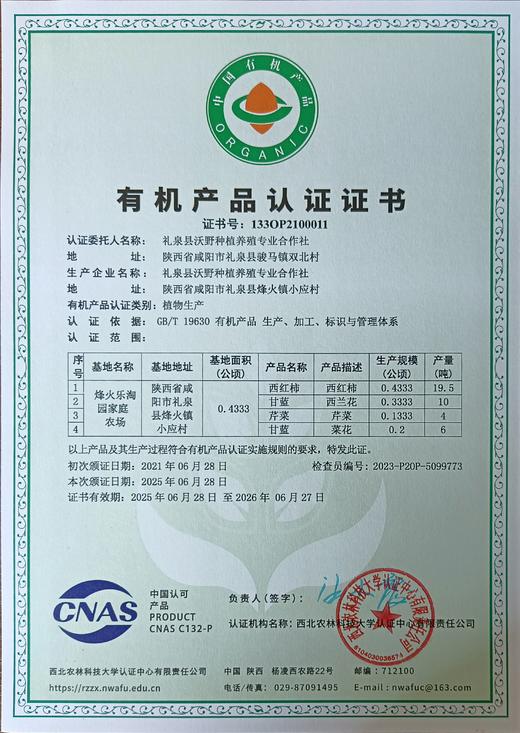 中国有机产品
ORGANIC
有机产品认证证书
证书号：133OP2100011
认证委托人名称： 礼泉县沃野种植养殖专业合作社
地 址： 陕西省咸阳市礼泉县骏马镇双北村
生产企业名称： 礼泉县沃野种植养殖专业合作社
地 址： 陕西省咸阳市礼泉县烽火镇小应村
有机产品认证类别：植物生产
认 证 依 据： GB/T 19630 有机产品 生产、加工、标识与管理体系
认 证 范 围：
序号 基地名称 基地地址 基地面积（公顷） 产品名称 产品描述 生产规模（公顷） 产量（吨）
1 烽火乐淘园家庭农场 陕西省咸阳市礼泉县烽火镇小应村 0.4333 西红柿 西红柿 0.4333 19.5
2 甘蓝 西兰花 0.3333 10
3 芹菜 芹菜 0.1333 4
4 甘蓝 菜花 0.2 6
以上产品及其生产过程符合有机产品认证实施规则的要求，特发此证。
初次颁证日期：2021 年 06 月 28 日 检查员编号：2023-P2OP-5099773
本次颁证日期：2025 年 06 月 28 日
证书有效期：2025 年 06 月 28 日 至 2026 年 06 月 27 日
CNAS
中国认可
产品
PRODUCT
CNAS C132-P
负责人（签字）：
认证机构名称：西北农林科技大学认证中心有限责任公司
西北农林科技大学认证中心有限责任公司
6104030036574
西北农林科技大学认证中心有限责任公司 中国 陕西 杨凌西农路22号 邮编：712100
https://rzzx.nwafu.edu.cn 电话/传真： 029-87091495 E-mail：nwafuc@163.com